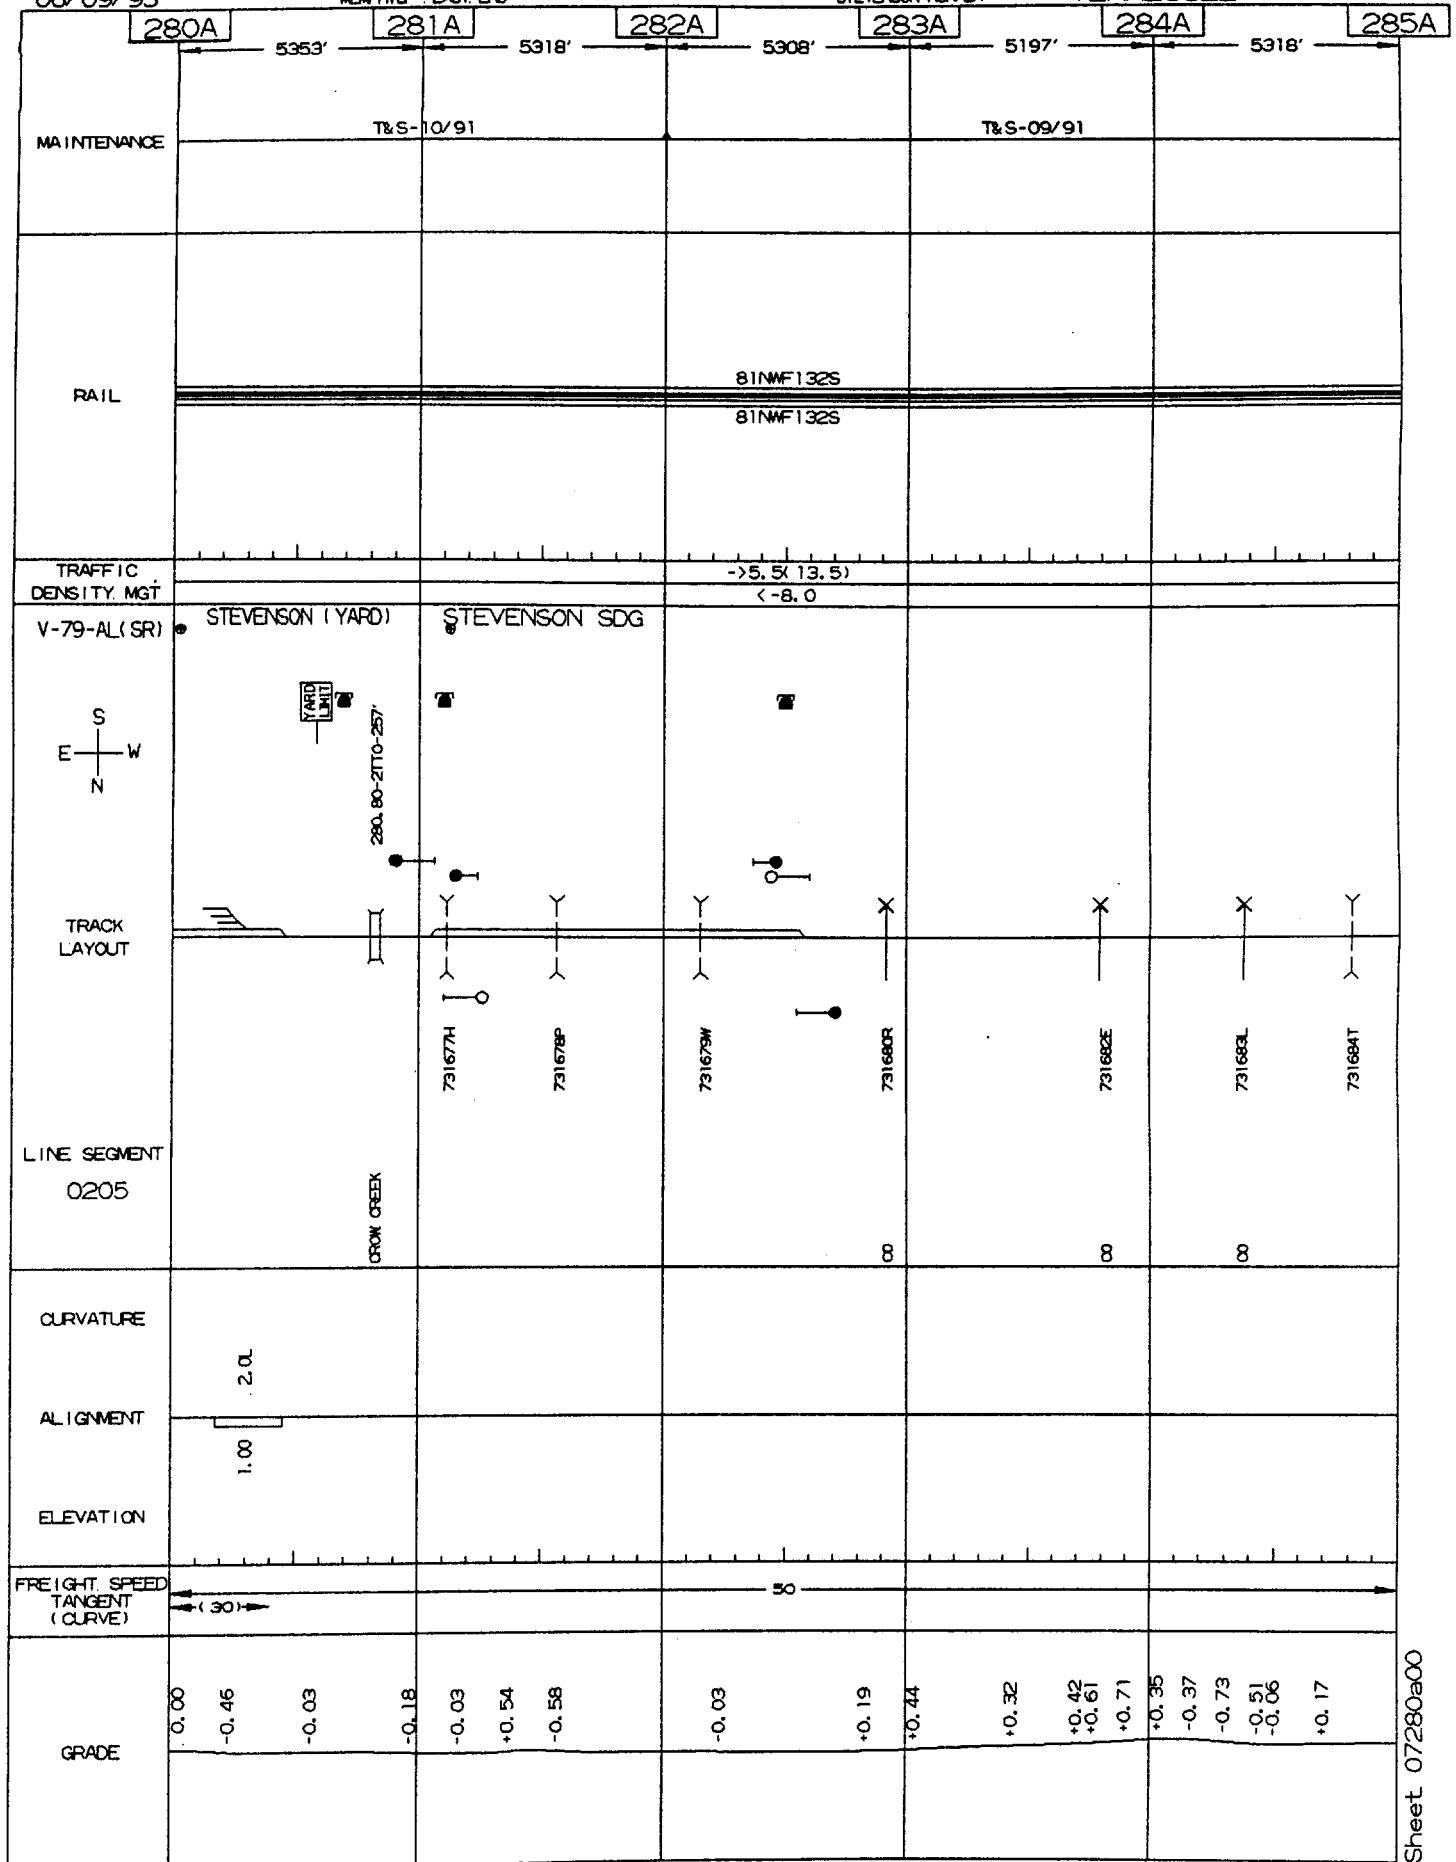 280A 281A 282A 283A 284A 285A
5353' 5318' 5308' 5197' 5318'
MAINTENANCE
T&S-10/91 T&S-09/91
RAIL
81NWF132S
81NWF132S
TRAFFIC
DENSITY. MGT
->5.5(13.5)
<-8.0
V-79-AL(SR)
STEVENSON (YARD) STEVENSON SDG
YARD
LIMIT
280.80-2TTO-257'
S
E W
N
TRACK
LAYOUT
731677H
731678P
731679W
731680R
731682E
731683L
731684T
LINE SEGMENT
0205
CROW CREEK
CURVATURE
2.0L
ALIGNMENT
1.00
ELEVATION
FREIGHT SPEED
TANGENT
(CURVE)
50
(30)
GRADE
0.00
-0.46
-0.03
-0.18
-0.03
+0.54
-0.58
-0.03
+0.19
+0.44
+0.32
+0.42
+0.61
+0.71
+0.35
-0.37
-0.73
-0.51
-0.06
+0.17
Sheet 07280a00